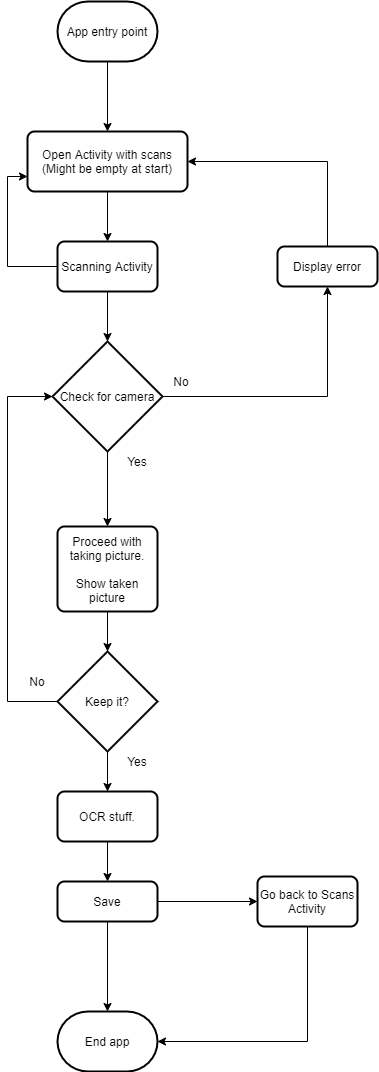 App entry point
Open Activity with scans
(Might be empty at start)
Scanning Activity
Display error
Check for camera
No
Yes
Proceed with
taking picture.
Show taken
picture
No
Keep it?
Yes
OCR stuff.
Save
Go back to Scans
Activity
End app